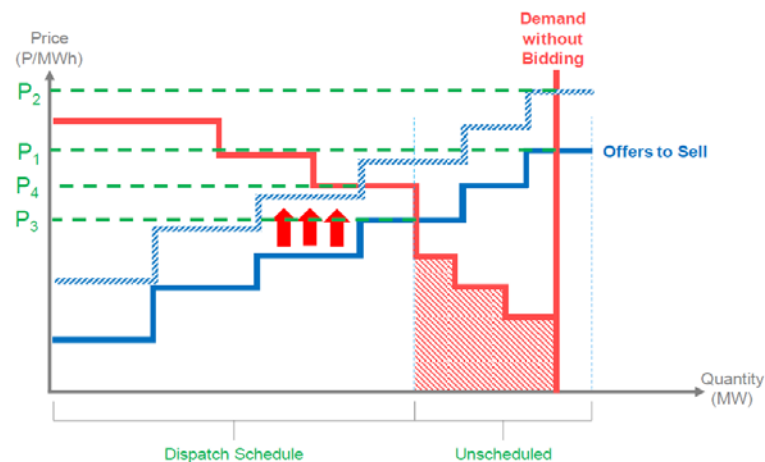 Demand
without
Bidding
Price
(P/MWh)
P₂
P₁
Offers to Sell
P₄
P₃
Quantity
(MW)
Dispatch Schedule
Unscheduled